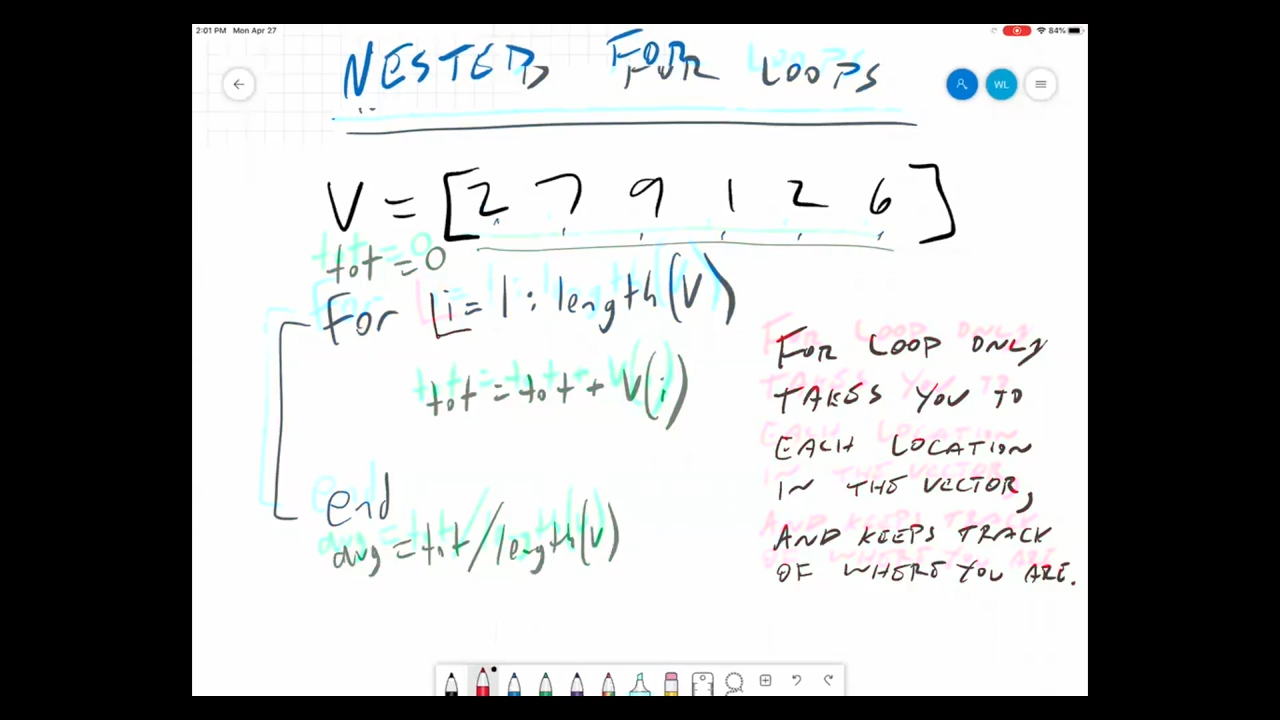 2:01 PM Mon Apr 27
84%
NESTED FOR LOOPS
WL
V = [2 7 9 1 2 6]
tot = 0
For i = 1 : length(V)
tot = tot + V(i)
end
avg = tot / length(V)
FOR LOOP ONLY
TAKES YOU TO
EACH LOCATION
IN THE VECTOR,
AND KEEPS TRACK
OF WHERE YOU ARE.